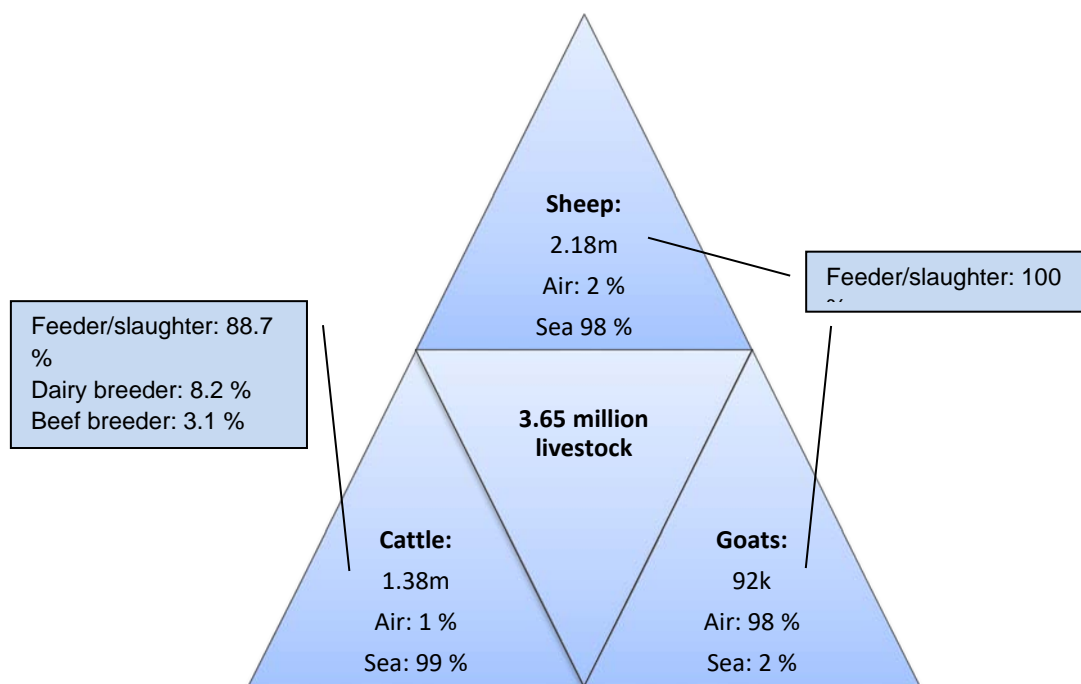 Sheep:
2.18m
Air: 2 %
Sea 98 %
Feeder/slaughter: 100
Feeder/slaughter: 88.7
%
Dairy breeder: 8.2 %
Beef breeder: 3.1 %
3.65 million
livestock
Cattle:
1.38m
Air: 1 %
Sea: 99 %
Goats:
92k
Air: 98 %
Sea: 2 %